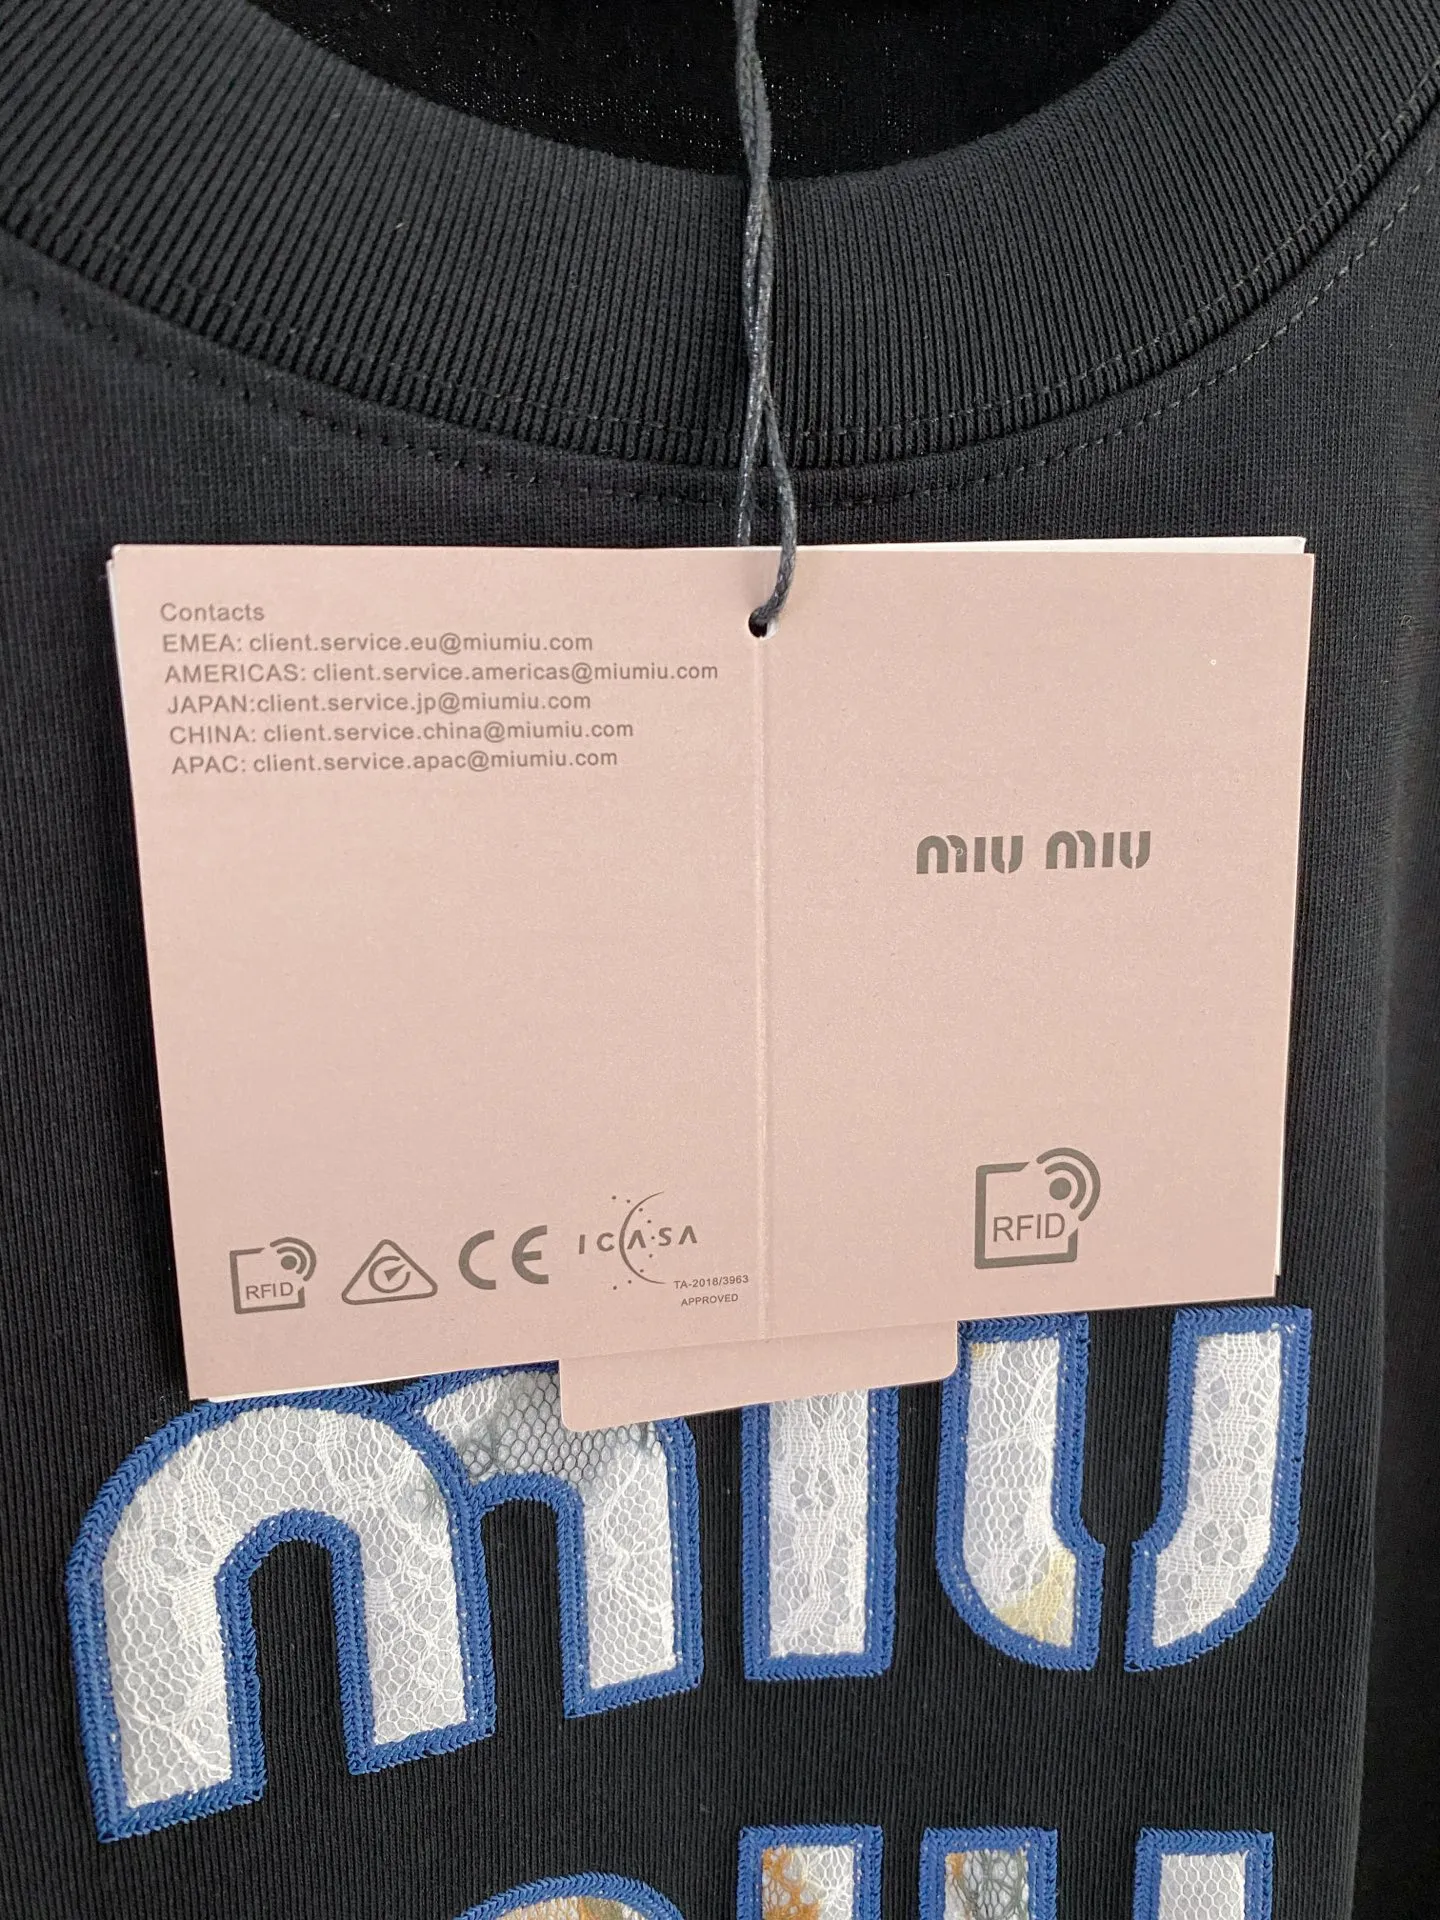 Contacts
EMEA: client.service.eu@miumiu.com
AMERICAS: client.service.americas@miumiu.com
JAPAN:client.service.jp@miumiu.com
CHINA: client.service.china@miumiu.com
APAC: client.service.apac@miumiu.com
miu miu
RFID
RFID
CE
ICASA
TA-2018/3963
APPROVED
miu